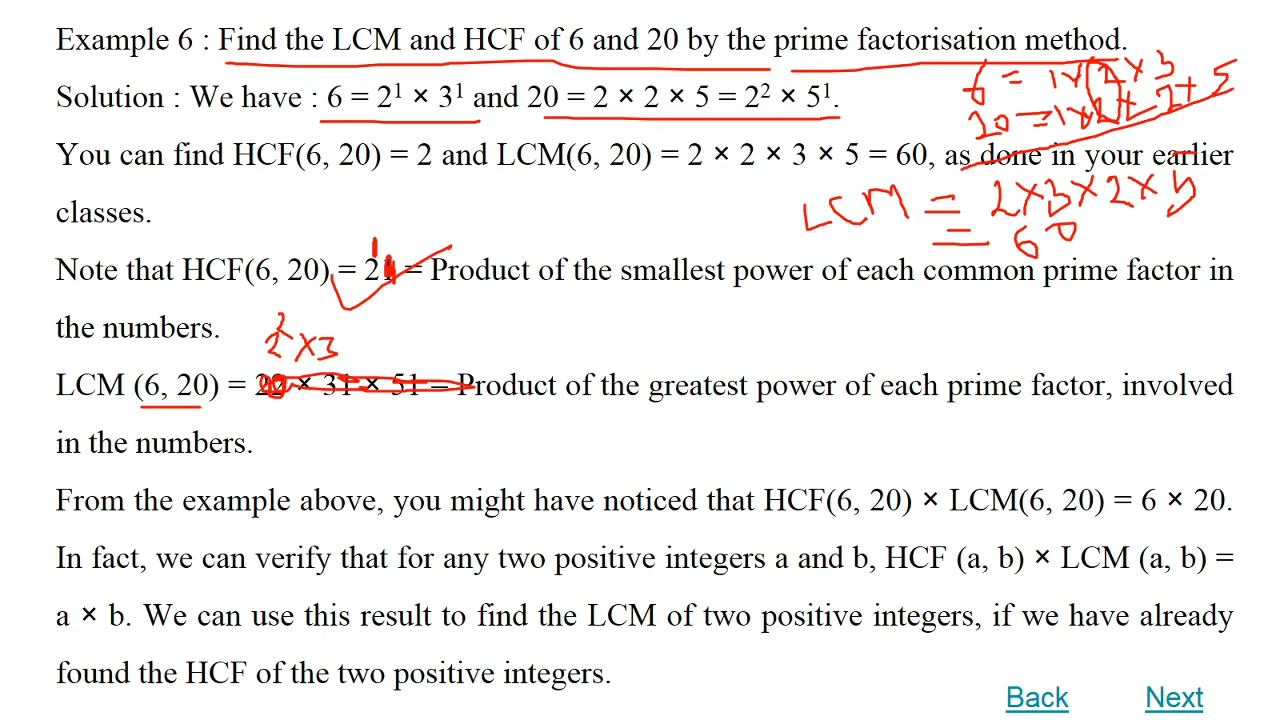 Example 6 : Find the LCM and HCF of 6 and 20 by the prime factorisation method.
6 = 1×2×3
Solution : We have : 6 = 2¹ × 3¹ and 20 = 2 × 2 × 5 = 2² × 5¹.
20 = 1×2+2+5
You can find HCF(6, 20) = 2 and LCM(6, 20) = 2 × 2 × 3 × 5 = 60, as done in your earlier
classes.
LCM = 2×3×2×5
= 60
Note that HCF(6, 20) = 21 = Product of the smallest power of each common prime factor in
the numbers.
2² ×3
LCM (6, 20) = 22 × 31 × 51 = Product of the greatest power of each prime factor, involved
in the numbers.
From the example above, you might have noticed that HCF(6, 20) × LCM(6, 20) = 6 × 20.
In fact, we can verify that for any two positive integers a and b, HCF (a, b) × LCM (a, b) =
a × b. We can use this result to find the LCM of two positive integers, if we have already
found the HCF of the two positive integers.
Back Next